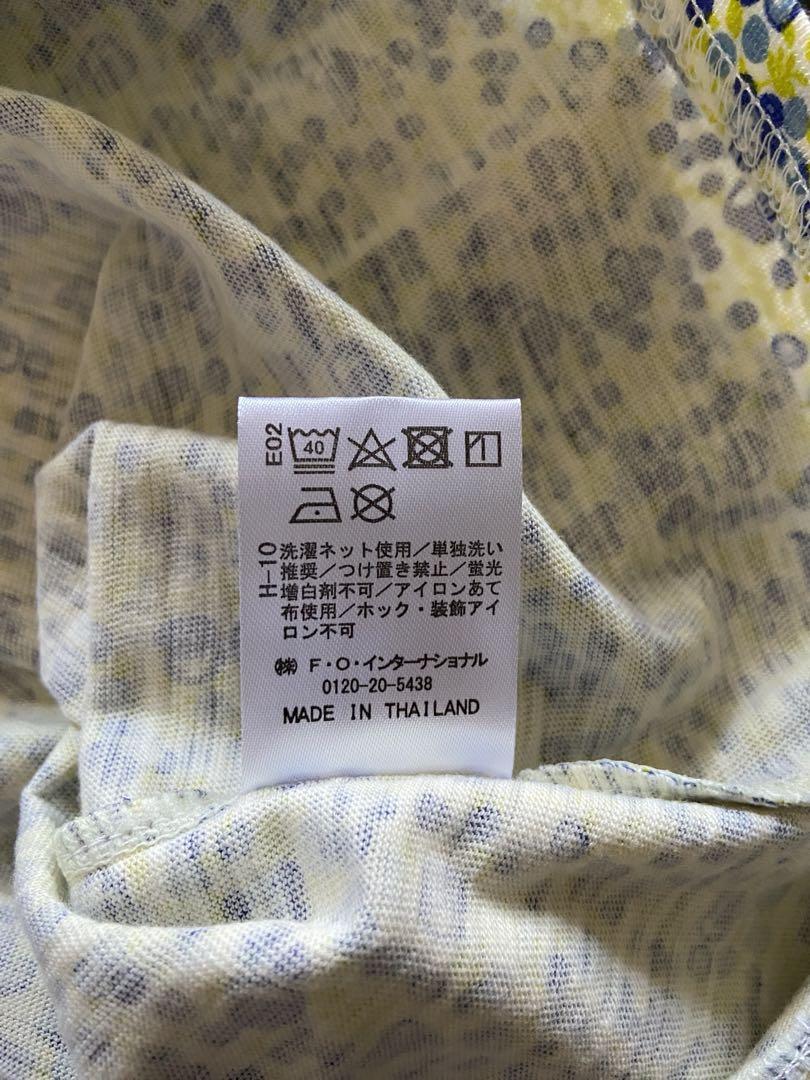 E02
40
H-10
洗濯ネット使用/単独洗い
推奨/つけ置き禁止/蛍光
増白剤不可/アイロンあて
布使用/ホック・装飾アイ
ロン不可
㈱ F・O・インターナショナル
0120-20-5438
MADE IN THAILAND